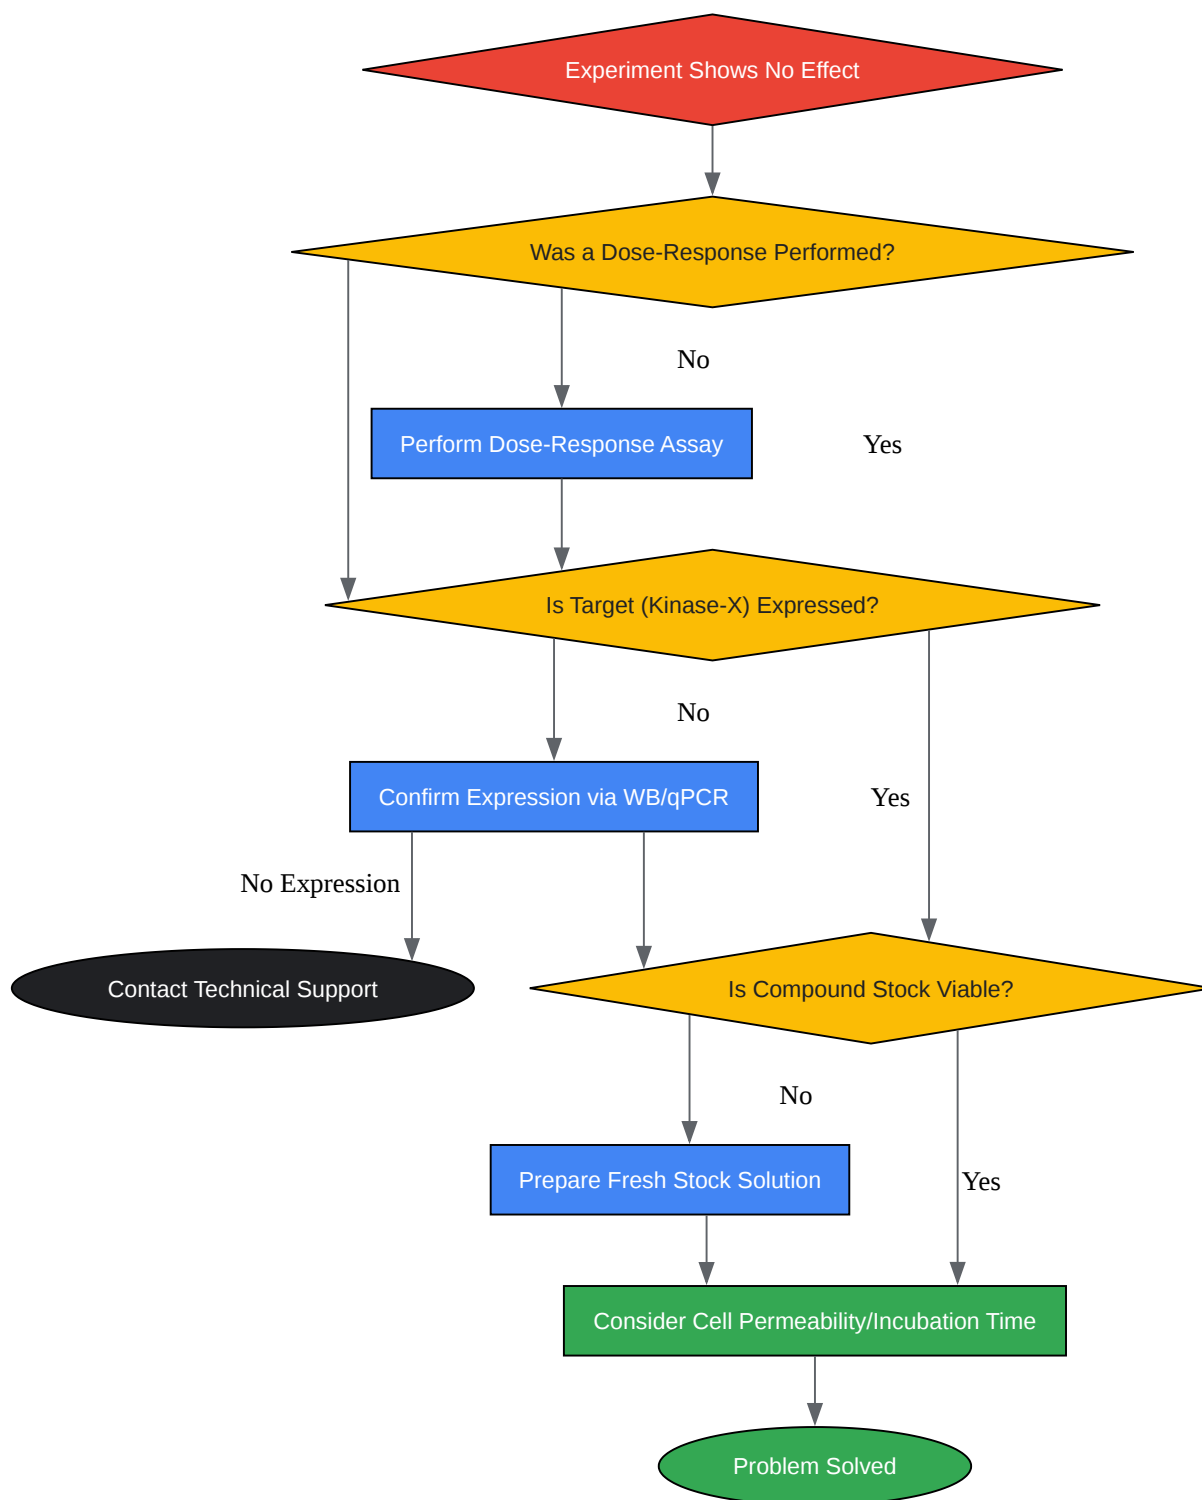 Experiment Shows No Effect
Was a Dose-Response Performed?
No
Perform Dose-Response Assay
Yes
Is Target (Kinase-X) Expressed?
No
Confirm Expression via WB/qPCR
Yes
No Expression
Contact Technical Support
Is Compound Stock Viable?
No
Prepare Fresh Stock Solution
Yes
Consider Cell Permeability/Incubation Time
Problem Solved